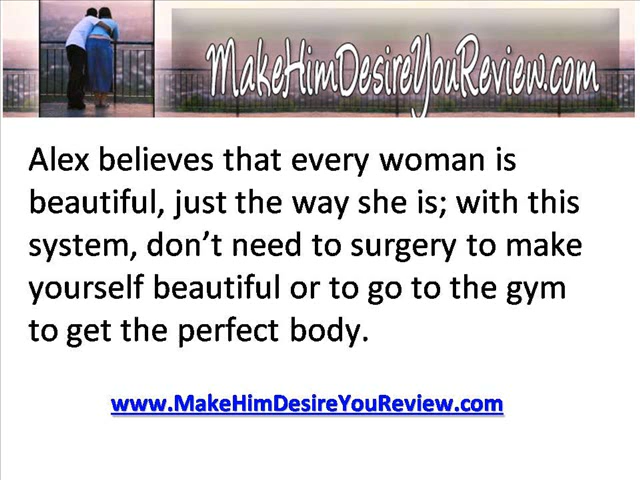 MakeHimDesireYouReview.com
Alex believes that every woman is
beautiful, just the way she is; with this
system, don’t need to surgery to make
yourself beautiful or to go to the gym
to get the perfect body.
www.MakeHimDesireYouReview.com